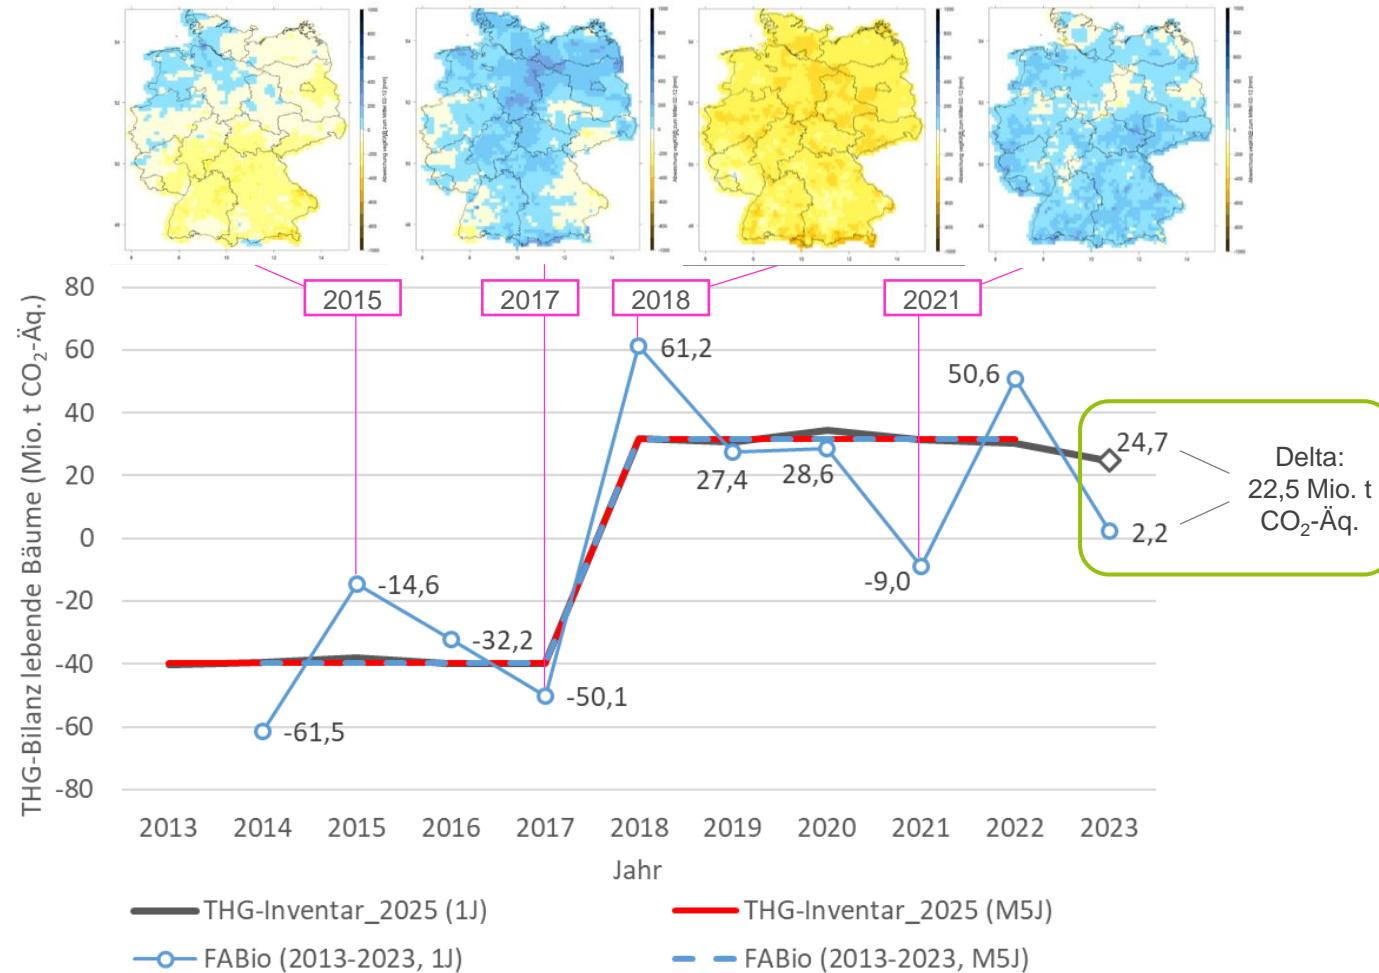 2015
2017
2018
2021
THG-Bilanz lebende Bäume (Mio. t CO₂-Äq.)
80
60
40
20
0
-20
-40
-60
-80
-61,5
-14,6
-32,2
-50,1
61,2
27,4
28,6
-9,0
50,6
24,7
2,2
Delta:
22,5 Mio. t
CO₂-Äq.
2013 2014 2015 2016 2017 2018 2019 2020 2021 2022 2023
Jahr
THG-Inventar_2025 (1J)
THG-Inventar_2025 (M5J)
FABio (2013-2023, 1J)
FABio (2013-2023, M5J)